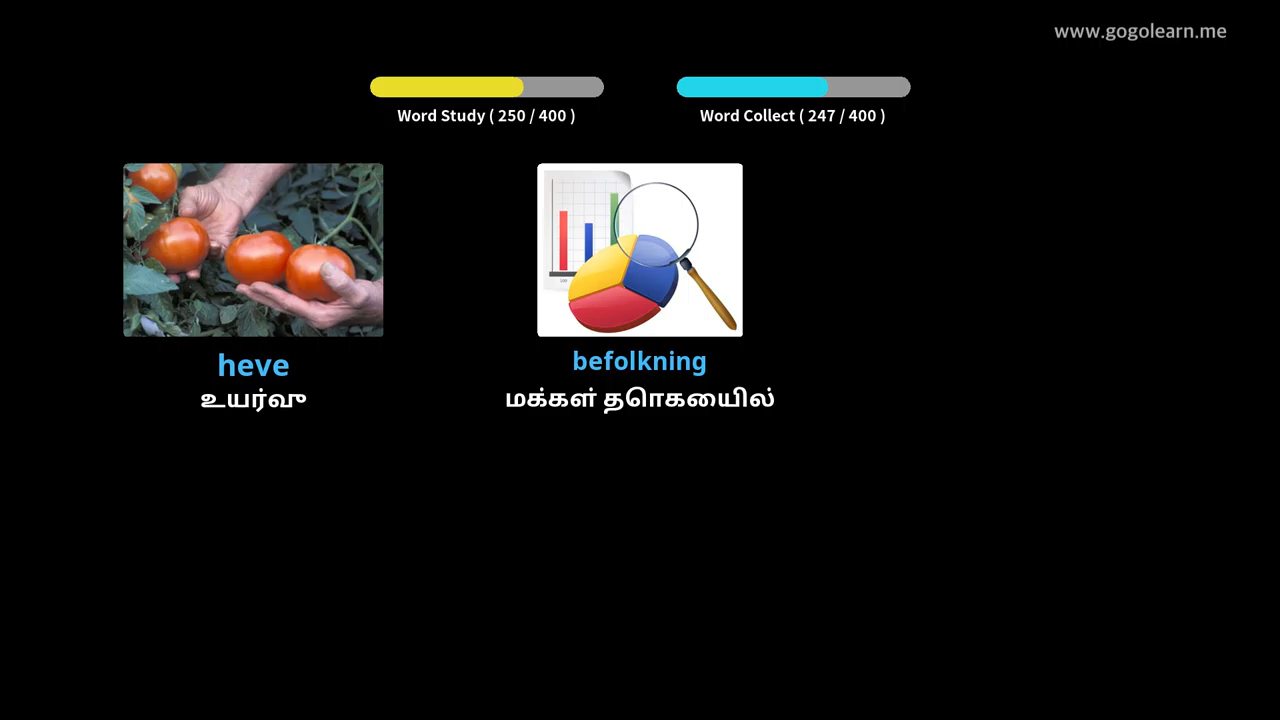 www.gogolearn.me
Word Study ( 250 / 400 )
Word Collect ( 247 / 400 )
heve
உயர்வு
befolkning
மக்கள் தொகையில்